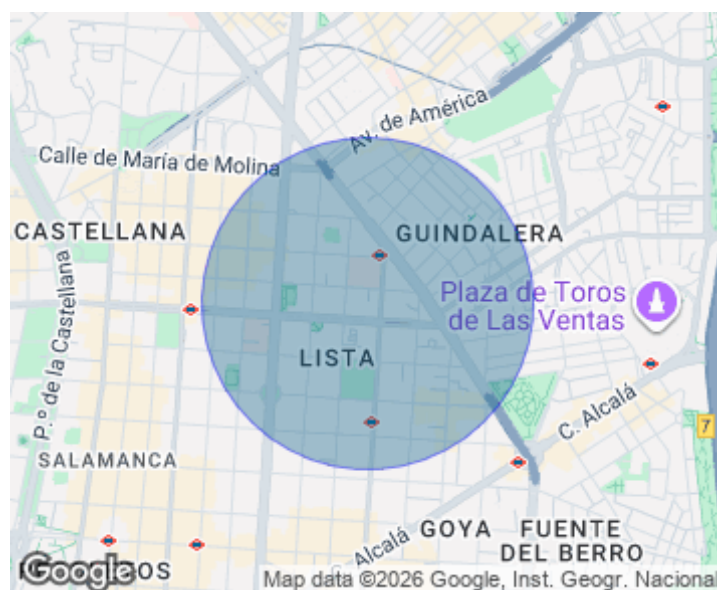 Av. de América
Calle de María de Molina
CASTELLANA
GUINDALERA
P.º de la Castellana
Plaza de Toros
de Las Ventas
LISTA
C. Alcalá
7
SALAMANCA
GOYA
FUENTE
DEL BERRO
C. Alcalá
OS
Google
Map data ©2026 Google, Inst. Geogr. Nacional